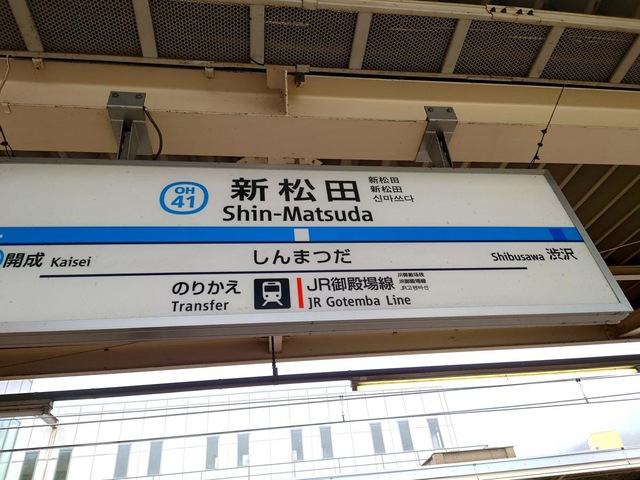 OH
41
新松田
新松田
新松田
신마쓰다
Shin-Matsuda
開成 Kaisei
しんまつだ
Shibusawa 渋沢
のりかえ
Transfer
JR御殿場線
JR Gotemba Line